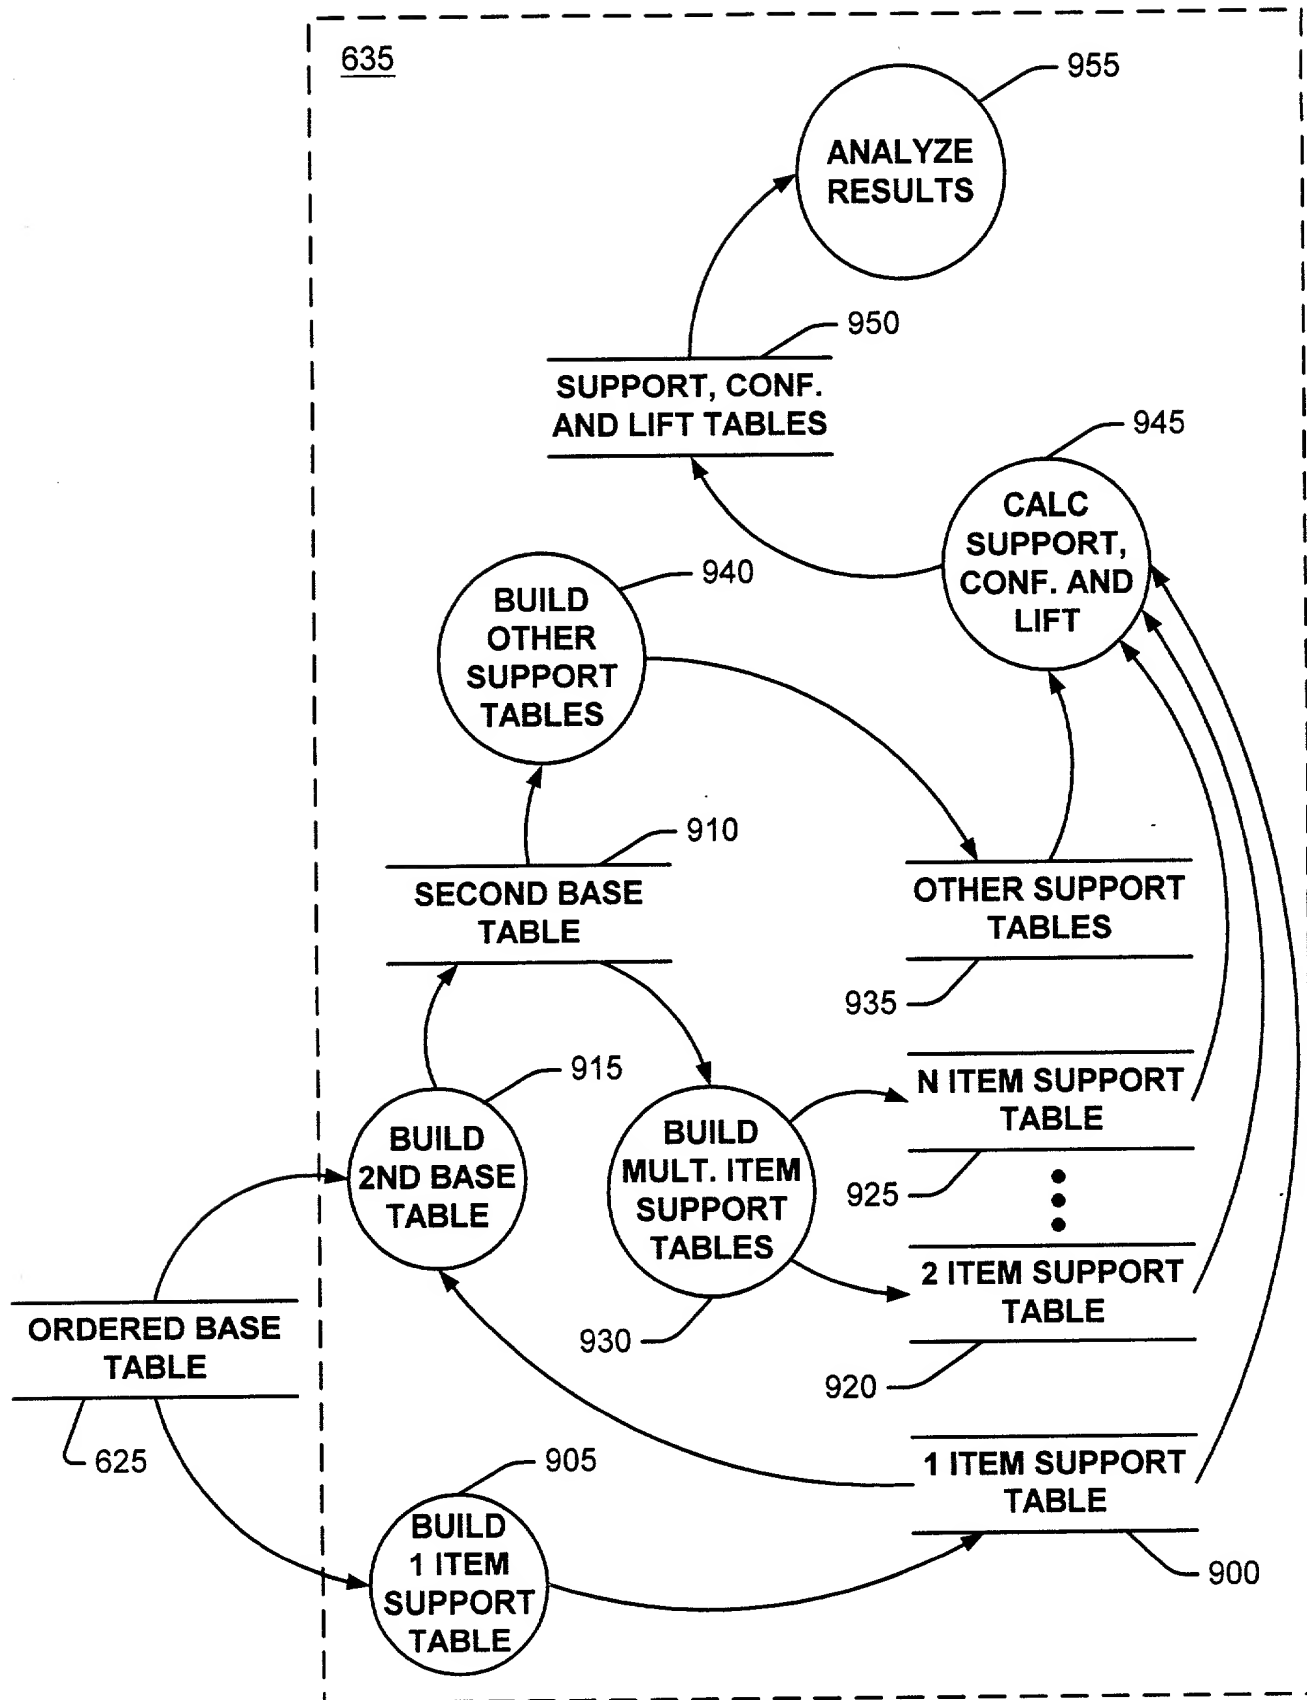 635
955
ANALYZE
RESULTS
950
SUPPORT, CONF.
AND LIFT TABLES
945
CALC
SUPPORT,
CONF. AND
LIFT
940
BUILD
OTHER
SUPPORT
TABLES
910
SECOND BASE
TABLE
OTHER SUPPORT
TABLES
935
915
BUILD
2ND BASE
TABLE
BUILD
MULT. ITEM
SUPPORT
TABLES
930
N ITEM SUPPORT
TABLE
925
2 ITEM SUPPORT
TABLE
920
ORDERED BASE
TABLE
625
905
BUILD
1 ITEM
SUPPORT
TABLE
1 ITEM SUPPORT
TABLE
900